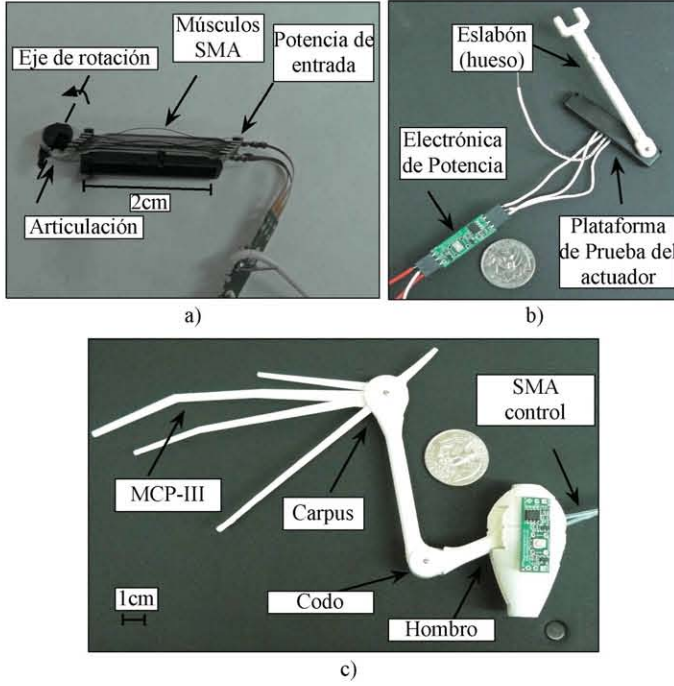 Músculos
SMA
Potencia de
entrada
Eje de rotación
2cm
Articulación
a)
Eslabón
(hueso)
Electrónica
de Potencia
Plataforma
de Prueba del
actuador
b)
SMA
control
MCP-III
Carpus
1cm
Codo
Hombro
c)